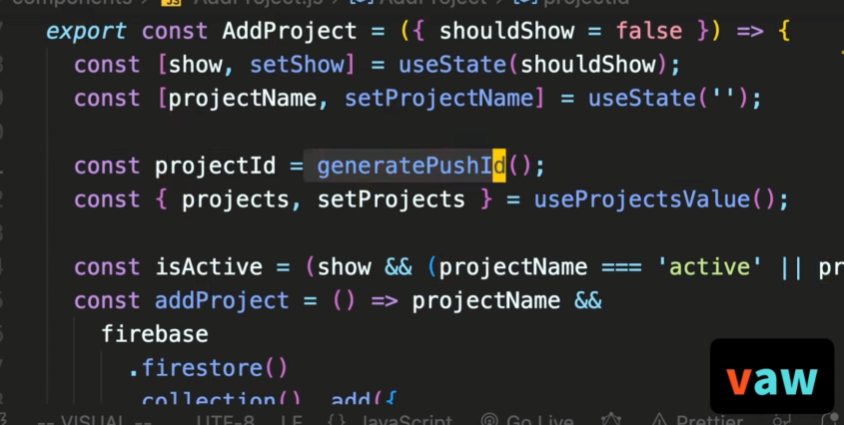 components > JS AddProject.js > AddProject > projectId
export const AddProject = ({ shouldShow = false }) => {
const [show, setShow] = useState(shouldShow);
const [projectName, setProjectName] = useState('');
const projectId = generatePushId();
const { projects, setProjects } = useProjectsValue();
const isActive = (show && (projectName === 'active' || pr
const addProject = () => projectName &&
firebase
.firestore()
collection() add({
vaw
-- VISUAL -- UTF-8 LF {} JavaScript Go Live Prettier